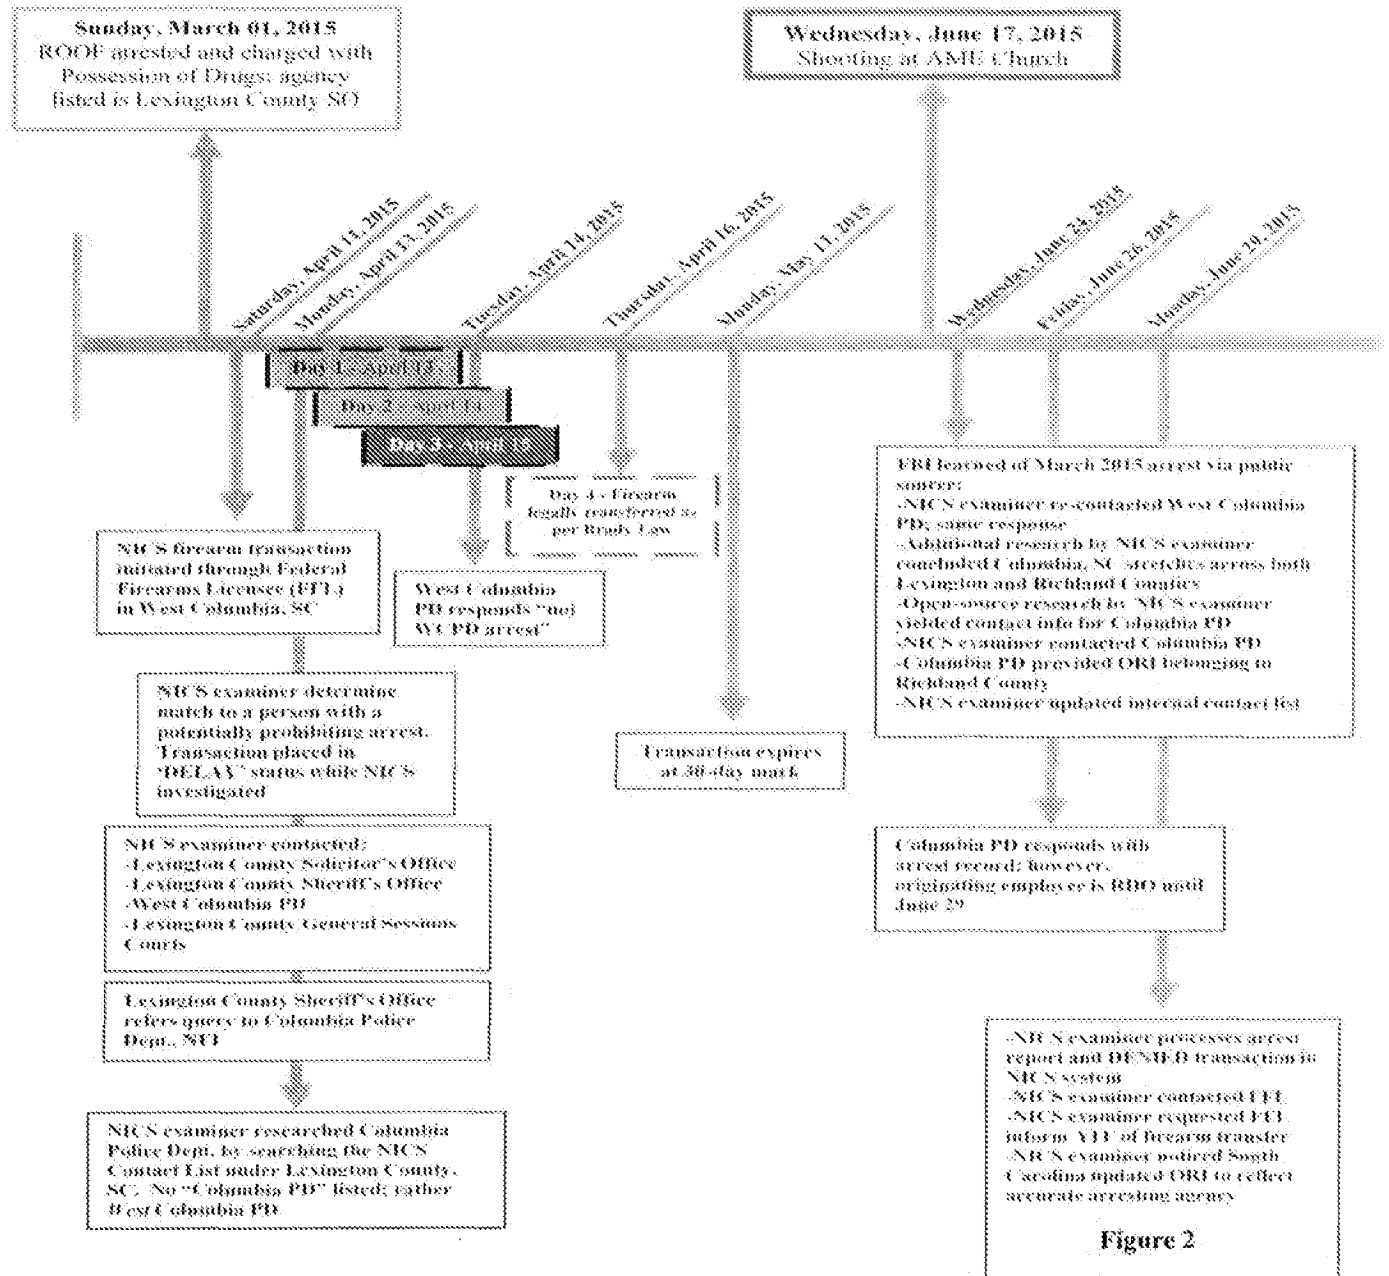 Sunday, March 01, 2015
ROOF arrested and charged with
Possession of Drugs; agency
listed is Lexington County SO
Wednesday, June 17, 2015
Shooting at AME Church
Saturday, April 11, 2015
Monday, April 13, 2015
Tuesday, April 14, 2015
Thursday, April 16, 2015
Monday, May 11, 2015
Wednesday, June 24, 2015
Friday, June 26, 2015
Monday, June 29, 2015
Day 1 - April 13
Day 2 - April 14
Day 3 - April 15
Day 4 - Firearm
legally transferred as
per Brady Law
NICS firearm transaction
initiated through Federal
Firearms Licensee (FFL)
in West Columbia, SC
West Columbia
PD responds "no
WCPD arrest"
NICS examiner determine
match to a person with a
potentially prohibiting arrest.
Transaction placed in
"DELAY" status while NICS
investigated
NICS examiner contacted:
-Lexington County Solicitor's Office
-Lexington County Sheriff's Office
-West Columbia PD
-Lexington County General Sessions
Courts
Lexington County Sheriff's Office
refers query to Columbia Police
Dept., NFI
NICS examiner researched Columbia
Police Dept. by searching the NICS
Contact List under Lexington County,
SC. No "Columbia PD" listed; rather
West Columbia PD.
Transaction expires
at 30-day mark
FBI learned of March 2015 arrest via public
source:
-NICS examiner re-contacted West Columbia
PD; same response
-Additional research by NICS examiner
concluded Columbia, SC stretches across both
Lexington and Richland Counties
-Open-source research by NICS examiner
yielded contact info for Columbia PD
-NICS examiner contacted Columbia PD
-Columbia PD provided ORI belonging to
Richland County
-NICS examiner updated internal contact list
Columbia PD responds with
arrest record; however,
originating employee is RDO until
June 29
-NICS examiner processes arrest
report and DENIED transaction in
NICS system
-NICS examiner contacted FFL
-NICS examiner requested FFL
inform ATF of firearm transfer
-NICS examiner noticed South
Carolina updated ORI to reflect
accurate arresting agency
Figure 2